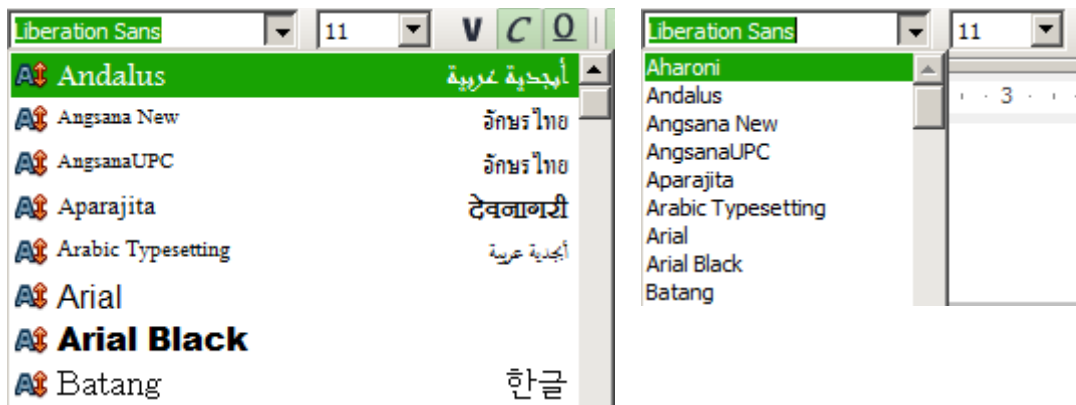 Liberation Sans 11 V C O
Andalus أبجدية عربية
Angsana New อักษรไทย
AngsanaUPC อักษรไทย
Aparajita देवनागरी
Arabic Typesetting أبجدية عربية
Arial
Arial Black
Batang 한글
Liberation Sans 11
Aharoni
Andalus
· 3 ·
Angsana New
AngsanaUPC
Aparajita
Arabic Typesetting
Arial
Arial Black
Batang